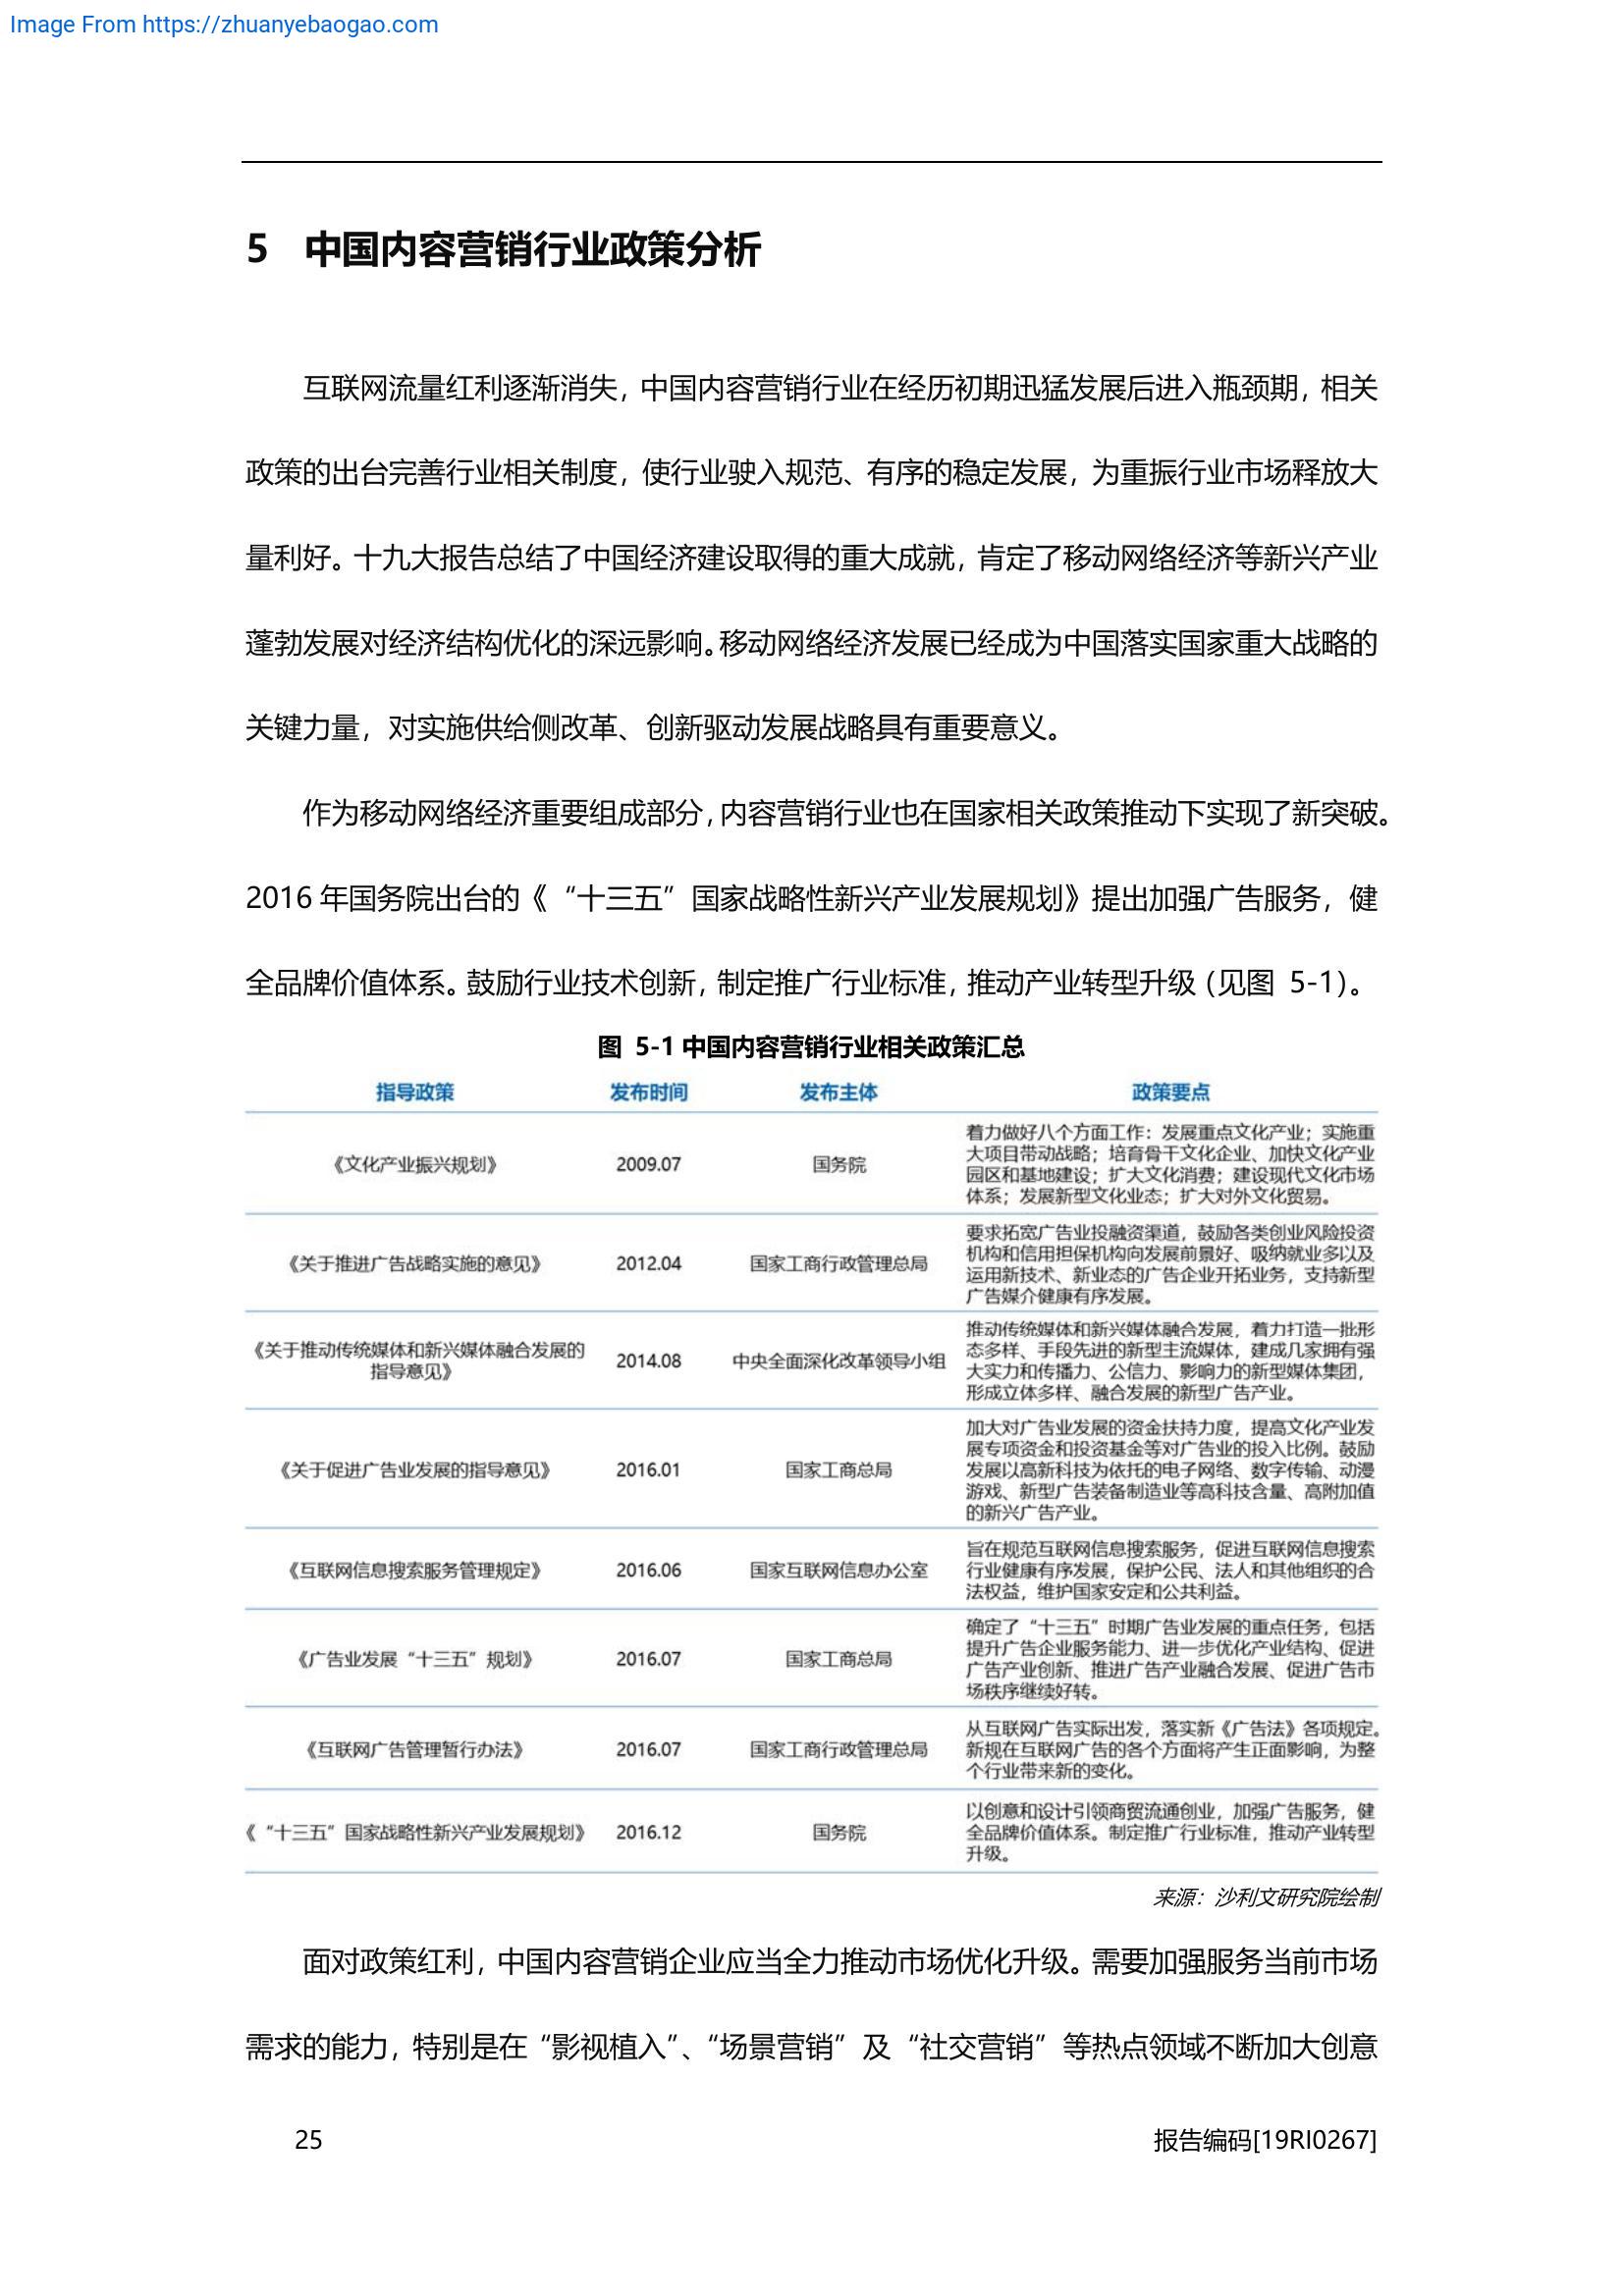 Image From https://zhuanyebaogao.com
5 中国内容营销行业政策分析
互联网流量红利逐渐消失，中国内容营销行业在经历初期迅猛发展后进入瓶颈期，相关
政策的出台完善行业相关制度，使行业驶入规范、有序的稳定发展，为重振行业市场释放大
量利好。十九大报告总结了中国经济建设取得的重大成就，肯定了移动网络经济等新兴产业
蓬勃发展对经济结构优化的深远影响。移动网络经济发展已经成为中国落实国家重大战略的
关键力量，对实施供给侧改革、创新驱动发展战略具有重要意义。
作为移动网络经济重要组成部分，内容营销行业也在国家相关政策推动下实现了新突破。
2016 年国务院出台的《“十三五”国家战略性新兴产业发展规划》提出加强广告服务，健
全品牌价值体系。鼓励行业技术创新，制定推广行业标准，推动产业转型升级（见图 5-1）。
图 5-1 中国内容营销行业相关政策汇总
指导政策 发布时间 发布主体 政策要点
《文化产业振兴规划》 2009.07 国务院
着力做好八个方面工作：发展重点文化产业；实施重
大项目带动战略；培育骨干文化企业、加快文化产业
园区和基地建设；扩大文化消费；建设现代文化市场
体系；发展新型文化业态；扩大对外文化贸易。
《关于推进广告战略实施的意见》 2012.04 国家工商行政管理总局
要求拓宽广告业投融资渠道，鼓励各类创业风险投资
机构和信用担保机构向发展前景好、吸纳就业多以及
运用新技术、新业态的广告企业开拓业务，支持新型
广告媒介健康有序发展。
《关于推动传统媒体和新兴媒体融合发展的
指导意见》 2014.08 中央全面深化改革领导小组
推动传统媒体和新兴媒体融合发展，着力打造一批形
态多样、手段先进的新型主流媒体，建成几家拥有强
大实力和传播力、公信力、影响力的新型媒体集团，
形成立体多样、融合发展的新型广告产业。
《关于促进广告业发展的指导意见》 2016.01 国家工商总局
加大对广告业发展的资金扶持力度，提高文化产业发
展专项资金和投资基金等对广告业的投入比例。鼓励
发展以高新科技为依托的电子网络、数字传输、动漫
游戏、新型广告装备制造业等高科技含量、高附加值
的新兴广告产业。
《互联网信息搜索服务管理规定》 2016.06 国家互联网信息办公室
旨在规范互联网信息搜索服务，促进互联网信息搜索
行业健康有序发展，保护公民、法人和其他组织的合
法权益，维护国家安定和公共利益。
《广告业发展“十三五”规划》 2016.07 国家工商总局
确定了“十三五”时期广告业发展的重点任务，包括
提升广告企业服务能力、进一步优化产业结构、促进
广告产业创新、推进广告产业融合发展、促进广告市
场秩序继续好转。
《互联网广告管理暂行办法》 2016.07 国家工商行政管理总局
从互联网广告实际出发，落实新《广告法》各项规定。
新规在互联网广告的各个方面将产生正面影响，为整
个行业带来新的变化。
《“十三五”国家战略性新兴产业发展规划》 2016.12 国务院
以创意和设计引领商贸流通创业，加强广告服务，健
全品牌价值体系。制定推广行业标准，推动产业转型
升级。
来源：沙利文研究院绘制
面对政策红利，中国内容营销企业应当全力推动市场优化升级。需要加强服务当前市场
需求的能力，特别是在“影视植入”、“场景营销”及“社交营销”等热点领域不断加大创意
25
报告编码[19RI0267]